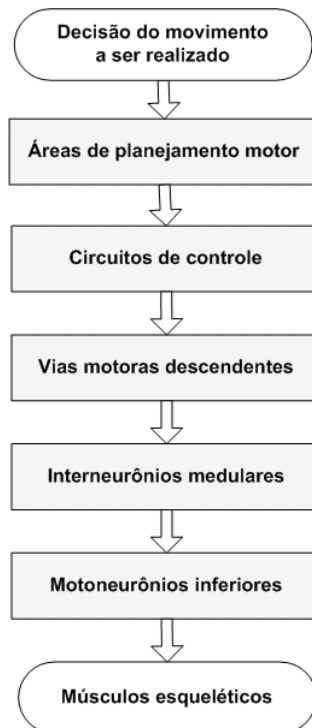 Decisão do movimento
a ser realizado
Áreas de planejamento motor
Circuitos de controle
Vias motoras descendentes
Interneurônios medulares
Motoneurônios inferiores
Músculos esqueléticos